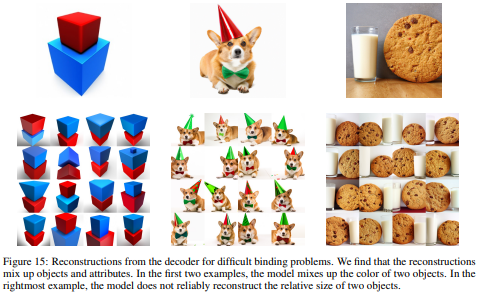 Figure 15: Reconstructions from the decoder for difficult binding problems. We find that the reconstructions
mix up objects and attributes. In the first two examples, the model mixes up the color of two objects. In the
rightmost example, the model does not reliably reconstruct the relative size of two objects.